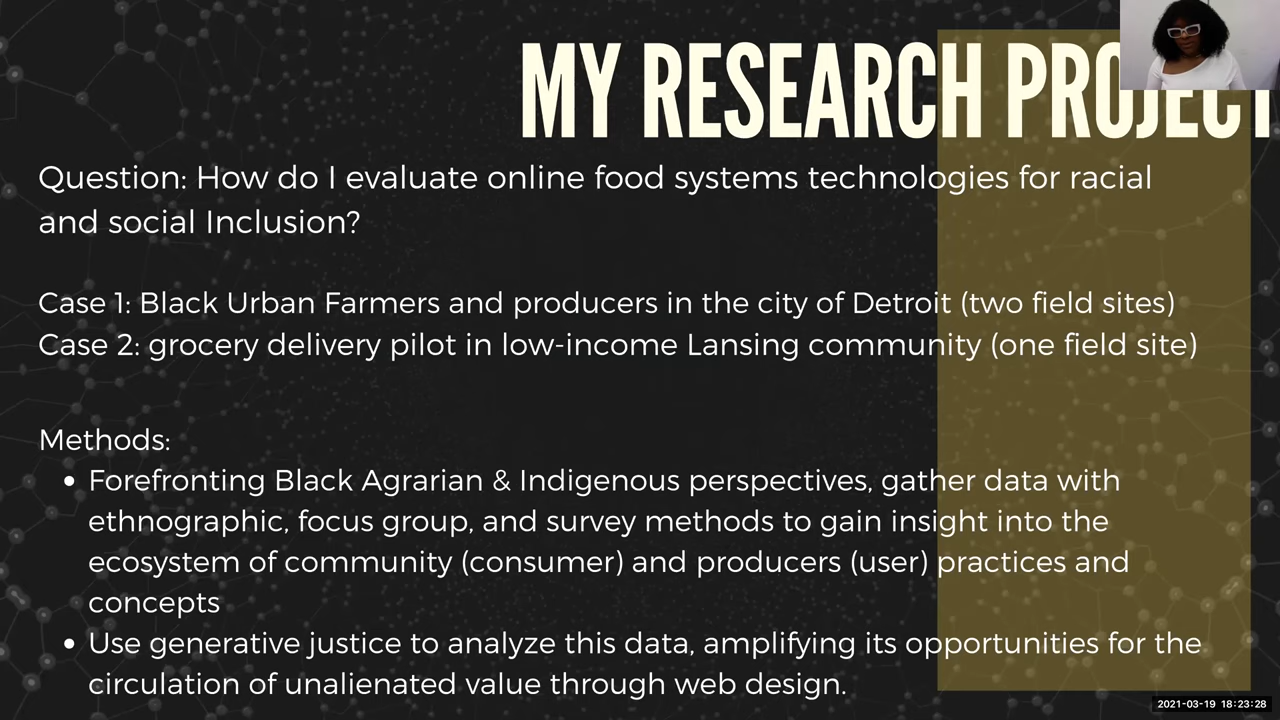 MY RESEARCH PROJECT
Question: How do I evaluate online food systems technologies for racial
and social Inclusion?
Case 1: Black Urban Farmers and producers in the city of Detroit (two field sites)
Case 2: grocery delivery pilot in low-income Lansing community (one field site)
Methods:
• Forefronting Black Agrarian & Indigenous perspectives, gather data with
ethnographic, focus group, and survey methods to gain insight into the
ecosystem of community (consumer) and producers (user) practices and
concepts
• Use generative justice to analyze this data, amplifying its opportunities for the
circulation of unalienated value through web design.
2021-03-19 18:23:28